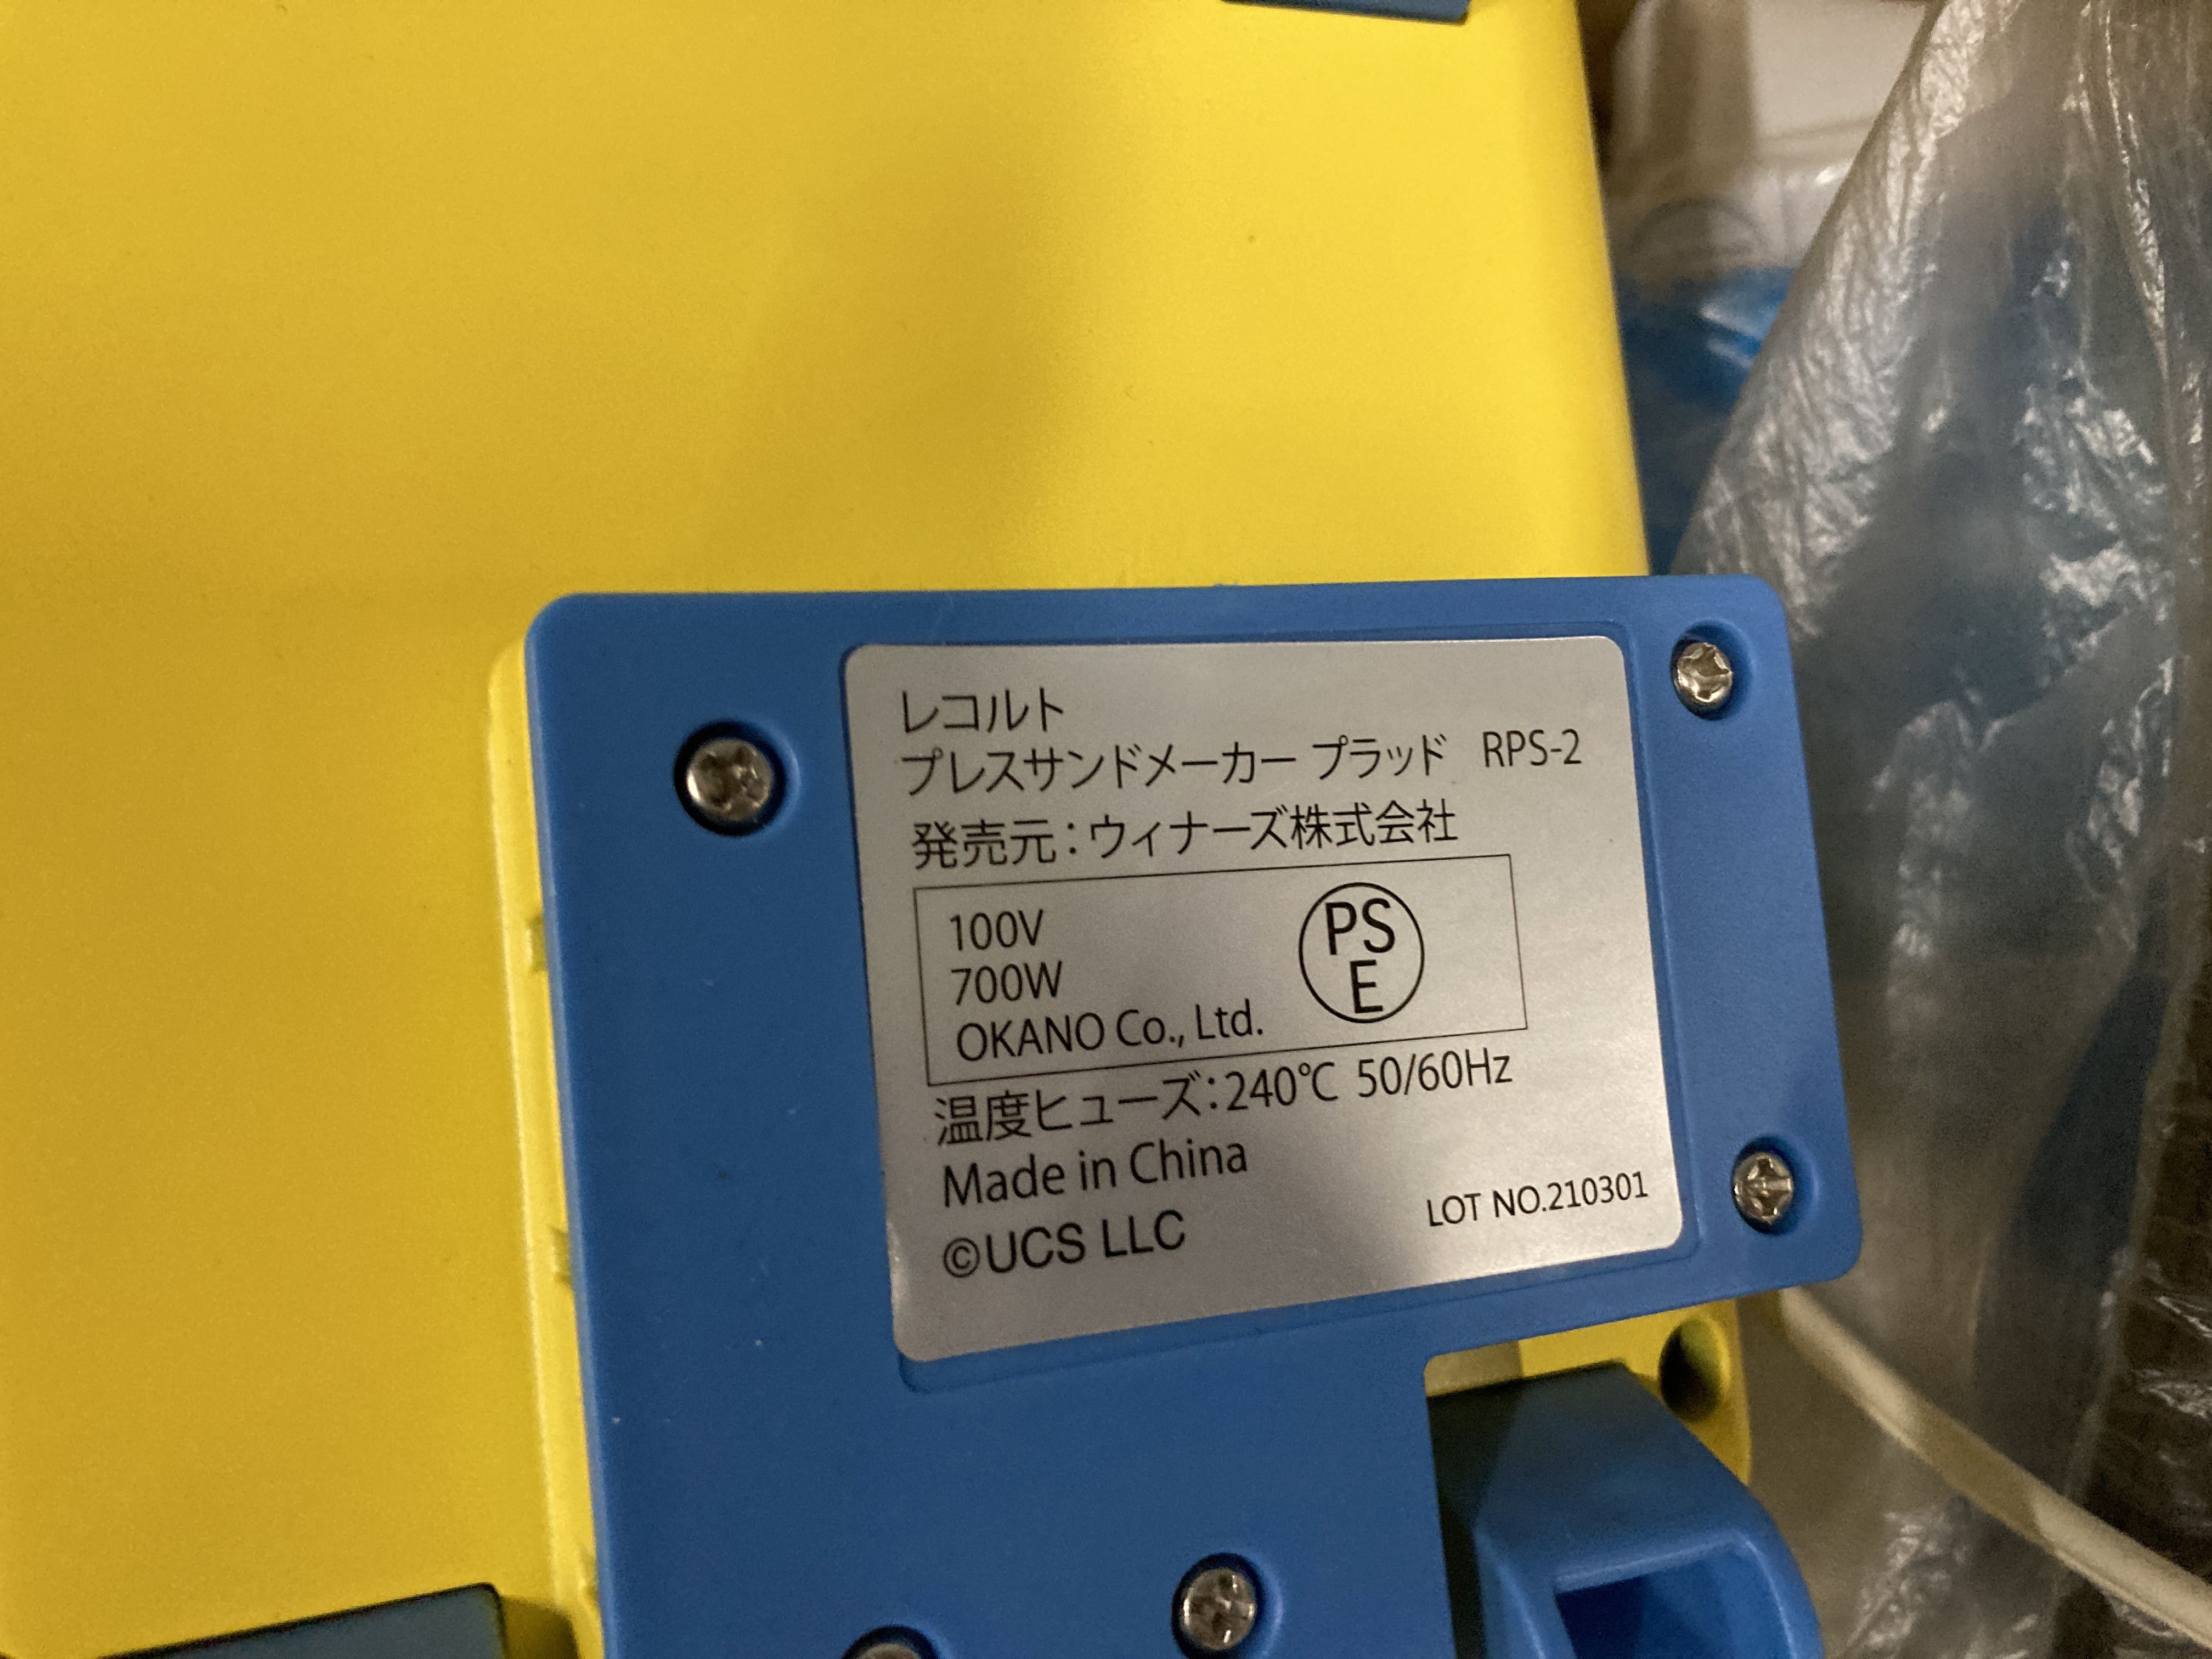 レコルト
プレスサンドメーカー プラッド RPS-2
発売元：ウィナーズ株式会社
100V
700W
OKANO Co., Ltd.
PS
E
温度ヒューズ：240℃ 50/60Hz
Made in China
©UCS LLC
LOT NO.210301